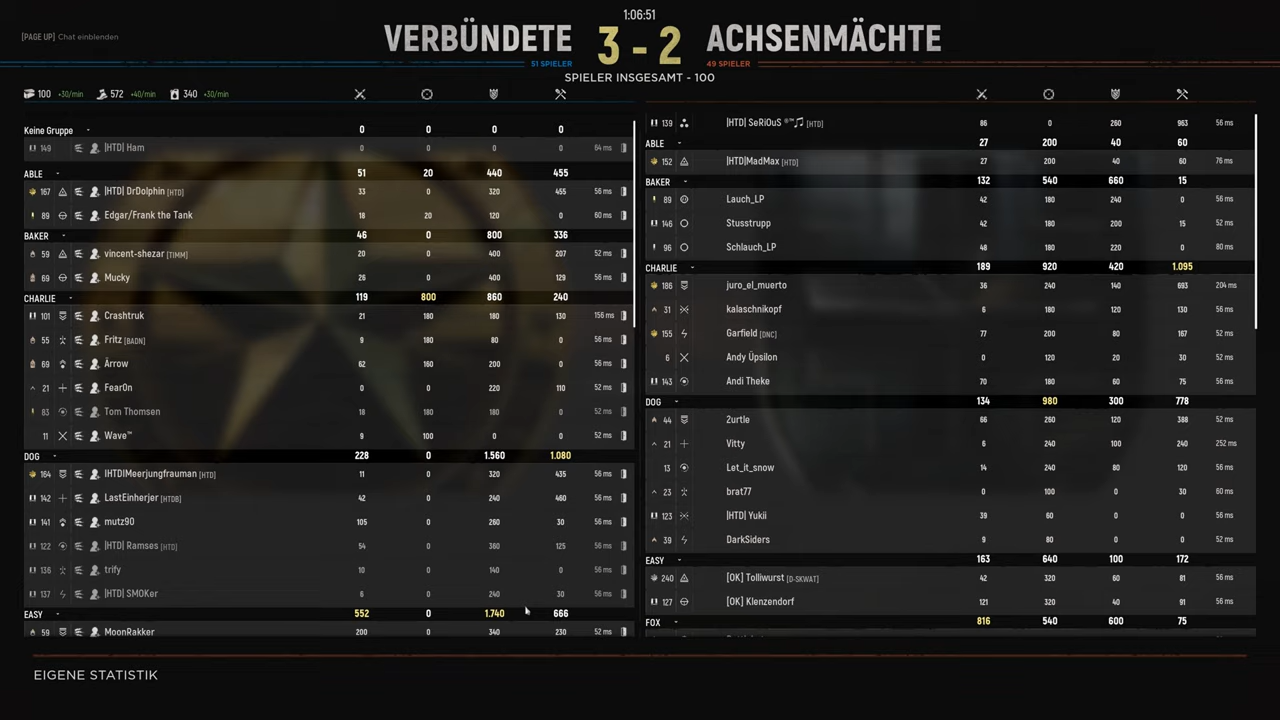 1:06:51
[PAGE UP] Chat einblenden
VERBÜNDETE 3 - 2 ACHSENMÄCHTE
51 SPIELER 49 SPIELER
SPIELER INSGESAMT - 100
100 +30/min 572 +40/min 340 +30/min
Keine Gruppe 0 0 0 0
149 |HTD| Ham 0 0 0 0 64 ms
ABLE 51 20 440 455
167 |HTD| DrDolphin [HTD] 33 0 320 455 56 ms
89 Edgar/Frank the Tank 18 20 120 0 60 ms
BAKER 46 0 800 336
59 vincent-shezar [TIMM] 20 0 400 207 52 ms
69 Mucky 26 0 400 129 56 ms
CHARLIE 119 800 860 240
101 Crashtruk 21 180 180 130 156 ms
55 Fritz [BADN] 9 180 80 0 56 ms
69 Ärrow 62 160 200 0 56 ms
21 Fear0n 0 0 220 110 52 ms
83 Tom Thomsen 18 180 180 0 52 ms
11 Wave™ 9 100 0 0 52 ms
DOG 228 0 1.560 1.080
164 |HTD|Meerjungfrauman [HTD] 11 0 320 435 56 ms
142 LastEinherjer [HTDB] 42 0 240 460 56 ms
141 mutz90 105 0 260 30 56 ms
122 |HTD| Ramses [HTD] 54 0 360 125 56 ms
136 trify 10 0 140 0 56 ms
137 |HTD| SMOKer 6 0 240 30 56 ms
EASY 552 0 1.740 666
59 MoonRakker 200 0 340 230 52 ms
139 |HTD| SeRiOuS ®™🎵 [HTD] 86 0 260 963 56 ms
ABLE 27 200 40 60
152 |HTD|MadMax [HTD] 27 200 40 60 76 ms
BAKER 132 540 660 15
89 Lauch_LP 42 180 240 0 56 ms
146 Stusstrupp 42 180 200 15 52 ms
96 Schlauch_LP 48 180 220 0 80 ms
CHARLIE 189 920 420 1.095
186 juro_el_muerto 36 240 140 693 204 ms
31 kalaschnikopf 6 180 120 130 56 ms
155 Garfield [DNC] 77 200 80 167 52 ms
6 Andy Üpsilon 0 120 20 30 52 ms
143 Andi Theke 70 180 60 75 56 ms
DOG 134 980 300 778
44 2urtle 66 260 120 388 52 ms
21 Vitty 6 240 100 240 252 ms
13 Let_it_snow 14 240 80 120 56 ms
23 brat77 0 100 0 30 60 ms
123 |HTD| Yukii 39 60 0 0 56 ms
39 DarkSiders 9 80 0 0 52 ms
EASY 163 640 100 172
240 [OK] Tolliwurst [D-SKWAT] 42 320 60 81 56 ms
127 [OK] Klenzendorf 121 320 40 91 56 ms
FOX 816 540 600 75
EIGENE STATISTIK